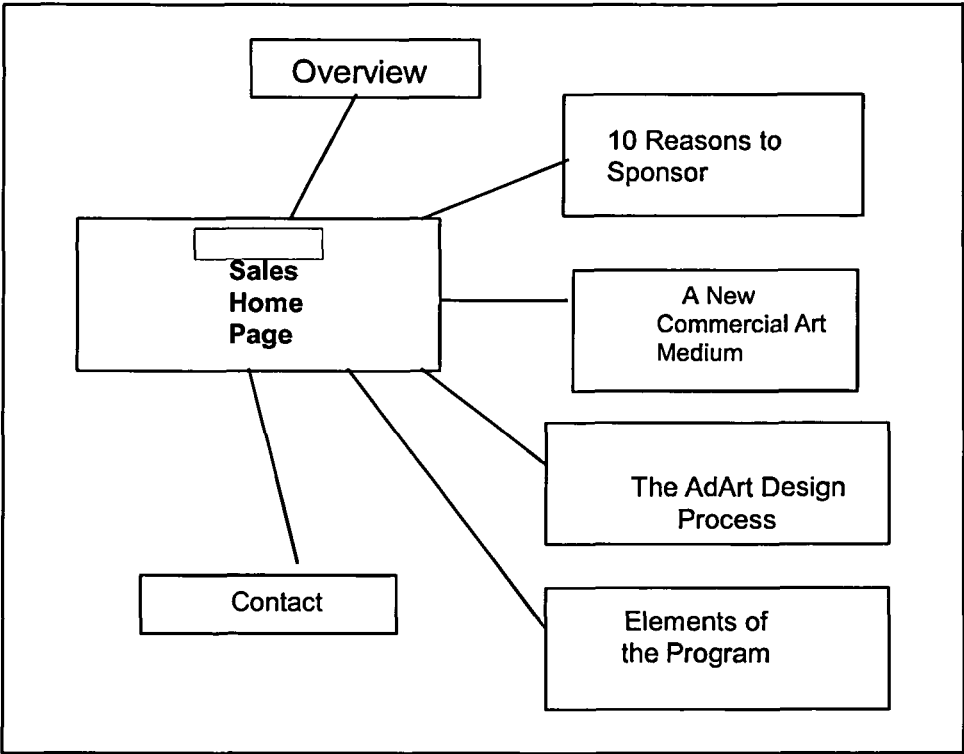 Overview
10 Reasons to
Sponsor
Sales
Home
Page
A New
Commercial Art
Medium
The AdArt Design
Process
Contact
Elements of
the Program